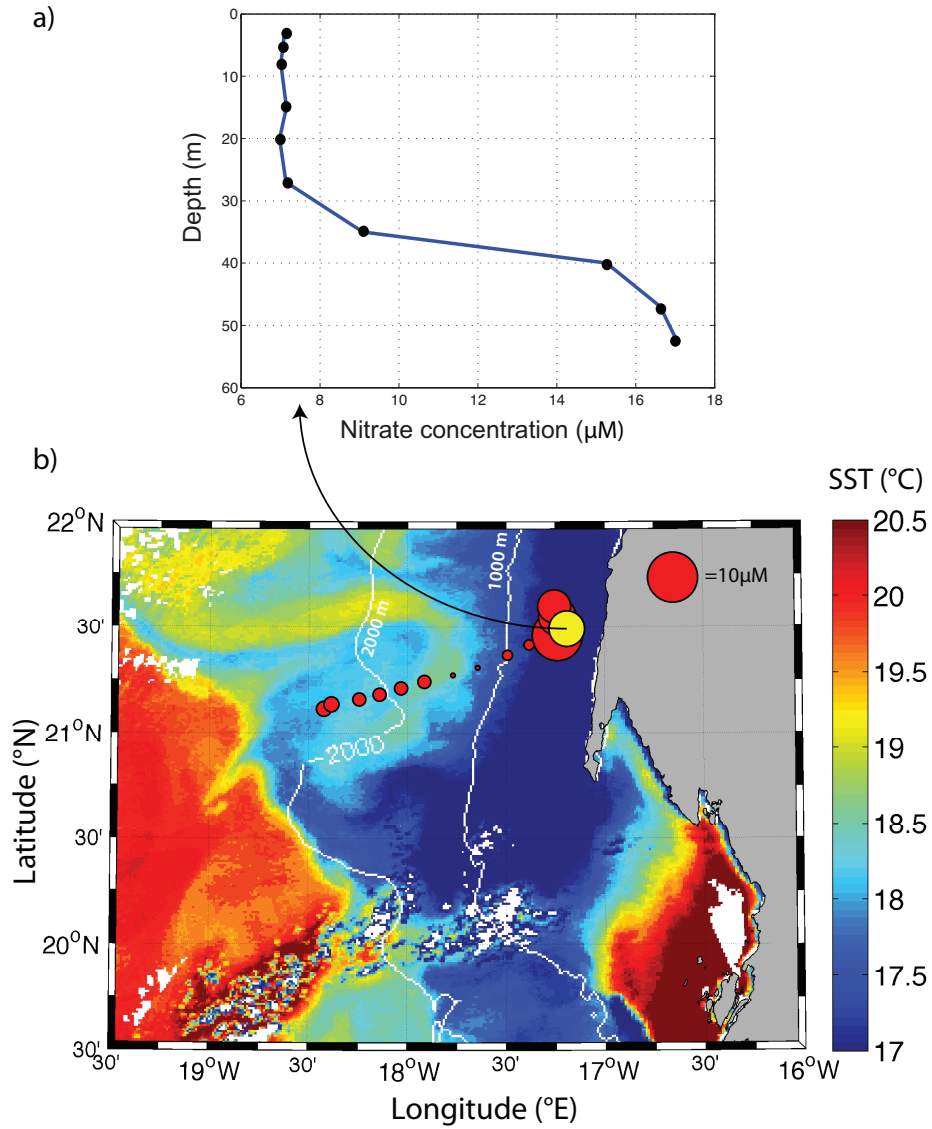 a)
0
10
20
30
40
50
60
Depth (m)
6 8 10 12 14 16 18
Nitrate concentration (µM)
b)
SST (°C)
22°N
30'
21°N
30'
20°N
30'
Latitude (°N)
2000 m
1000 m
2000
=10µM
30' 19°W 30' 18°W 30' 17°W 30' 16°W
Longitude (°E)
20.5
20
19.5
19
18.5
18
17.5
17